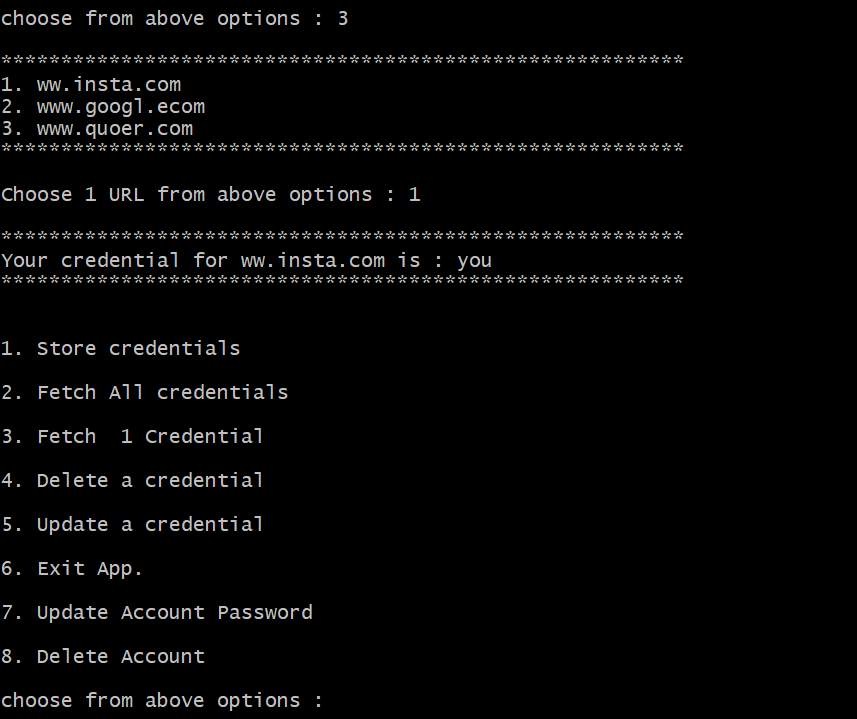 choose from above options : 3
*********************************************************
1. ww.insta.com
2. www.googl.ecom
3. www.quoer.com
*********************************************************
Choose 1 URL from above options : 1
*********************************************************
Your credential for ww.insta.com is : you
*********************************************************
1. Store credentials
2. Fetch All credentials
3. Fetch  1 Credential
4. Delete a credential
5. Update a credential
6. Exit App.
7. Update Account Password
8. Delete Account
choose from above options :